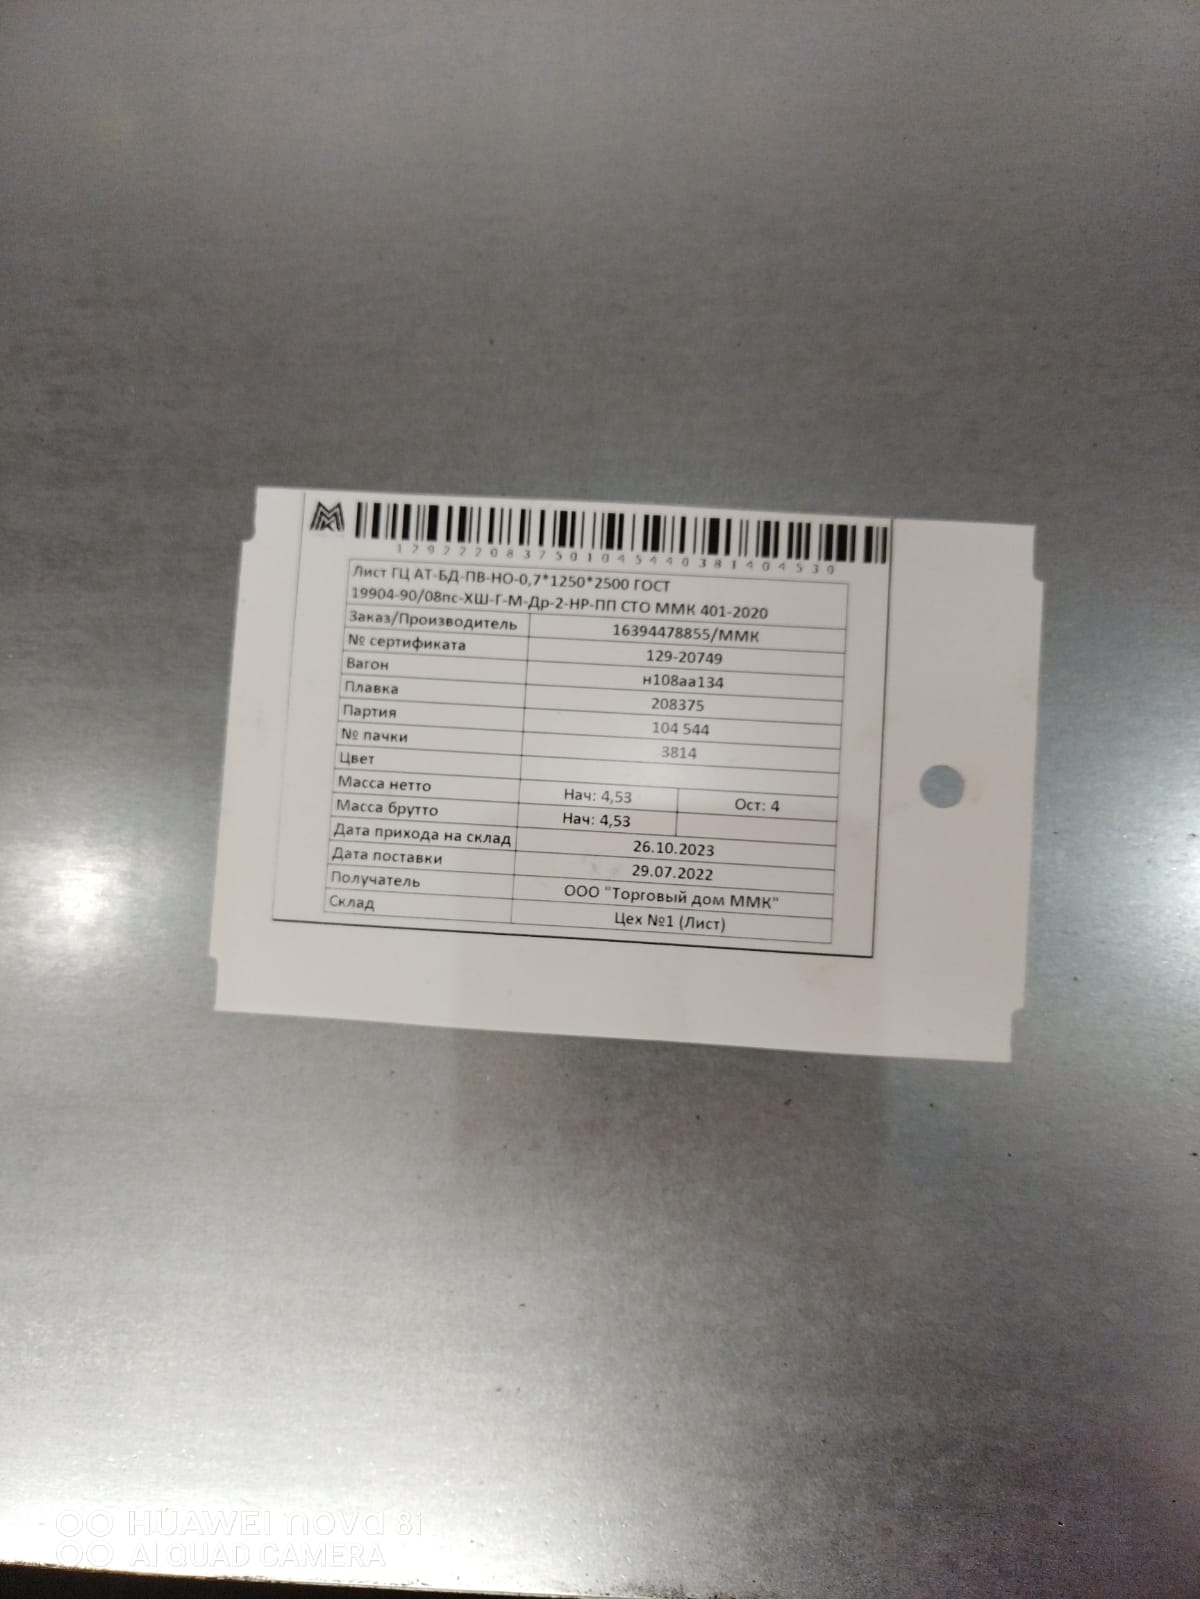 1292220837501045440381404530
Лист ГЦ АТ-БД-ПВ-НО-0,7*1250*2500 ГОСТ
19904-90/08пс-ХШ-Г-М-Др-2-НР-ПП СТО ММК 401-2020
Заказ/Производитель 16394478855/ММК
№ сертификата 129-20749
Вагон н108аа134
Плавка 208375
Партия 104 544
№ пачки 3814
Цвет
Масса нетто Нач: 4,53 Ост: 4
Масса брутто Нач: 4,53
Дата прихода на склад 26.10.2023
Дата поставки 29.07.2022
Получатель ООО "Торговый дом ММК"
Склад Цех №1 (Лист)
HUAWEI nova 8i
AI QUAD CAMERA